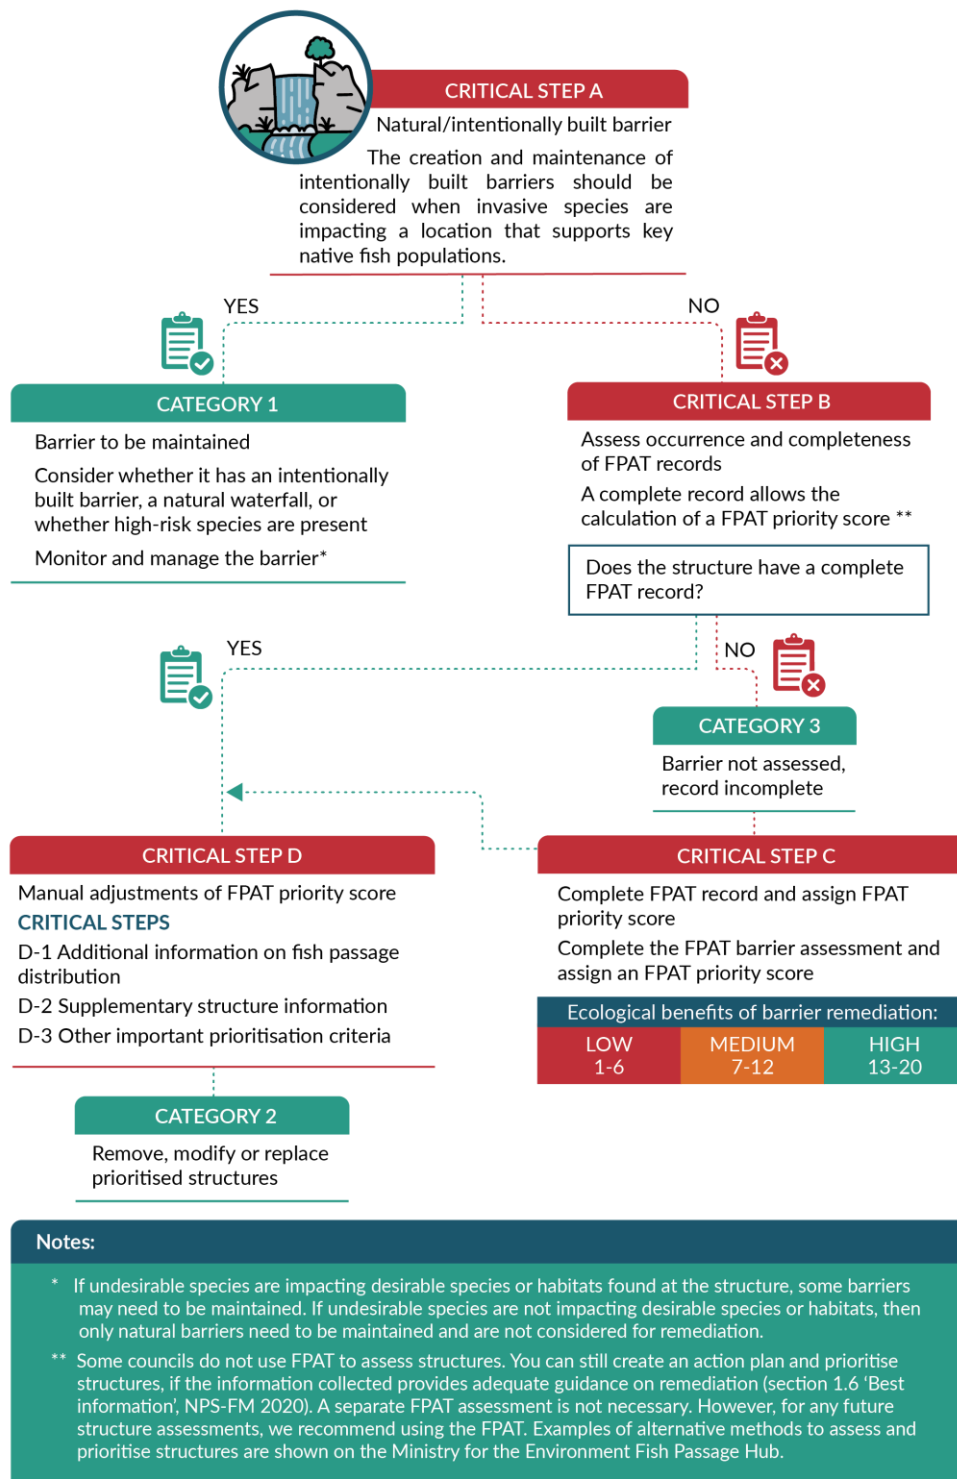 CRITICAL STEP A
Natural/intentionally built barrier
The creation and maintenance of
intentionally built barriers should be
considered when invasive species are
impacting a location that supports key
native fish populations.
YES
NO
CATEGORY 1
Barrier to be maintained
Consider whether it has an intentionally
built barrier, a natural waterfall, or
whether high-risk species are present
Monitor and manage the barrier*
CRITICAL STEP B
Assess occurrence and completeness
of FPAT records
A complete record allows the
calculation of a FPAT priority score **
Does the structure have a complete
FPAT record?
YES
NO
CATEGORY 3
Barrier not assessed,
record incomplete
CRITICAL STEP D
Manual adjustments of FPAT priority score
CRITICAL STEPS
D-1 Additional information on fish passage
distribution
D-2 Supplementary structure information
D-3 Other important prioritisation criteria
CRITICAL STEP C
Complete FPAT record and assign FPAT
priority score
Complete the FPAT barrier assessment and
assign an FPAT priority score
Ecological benefits of barrier remediation:
LOW
1-6
MEDIUM
7-12
HIGH
13-20
CATEGORY 2
Remove, modify or replace
prioritised structures
Notes:
* If undesirable species are impacting desirable species or habitats found at the structure, some barriers
may need to be maintained. If undesirable species are not impacting desirable species or habitats, then
only natural barriers need to be maintained and are not considered for remediation.
** Some councils do not use FPAT to assess structures. You can still create an action plan and prioritise
structures, if the information collected provides adequate guidance on remediation (section 1.6 ‘Best
information’, NPS-FM 2020). A separate FPAT assessment is not necessary. However, for any future
structure assessments, we recommend using the FPAT. Examples of alternative methods to assess and
prioritise structures are shown on the Ministry for the Environment Fish Passage Hub.